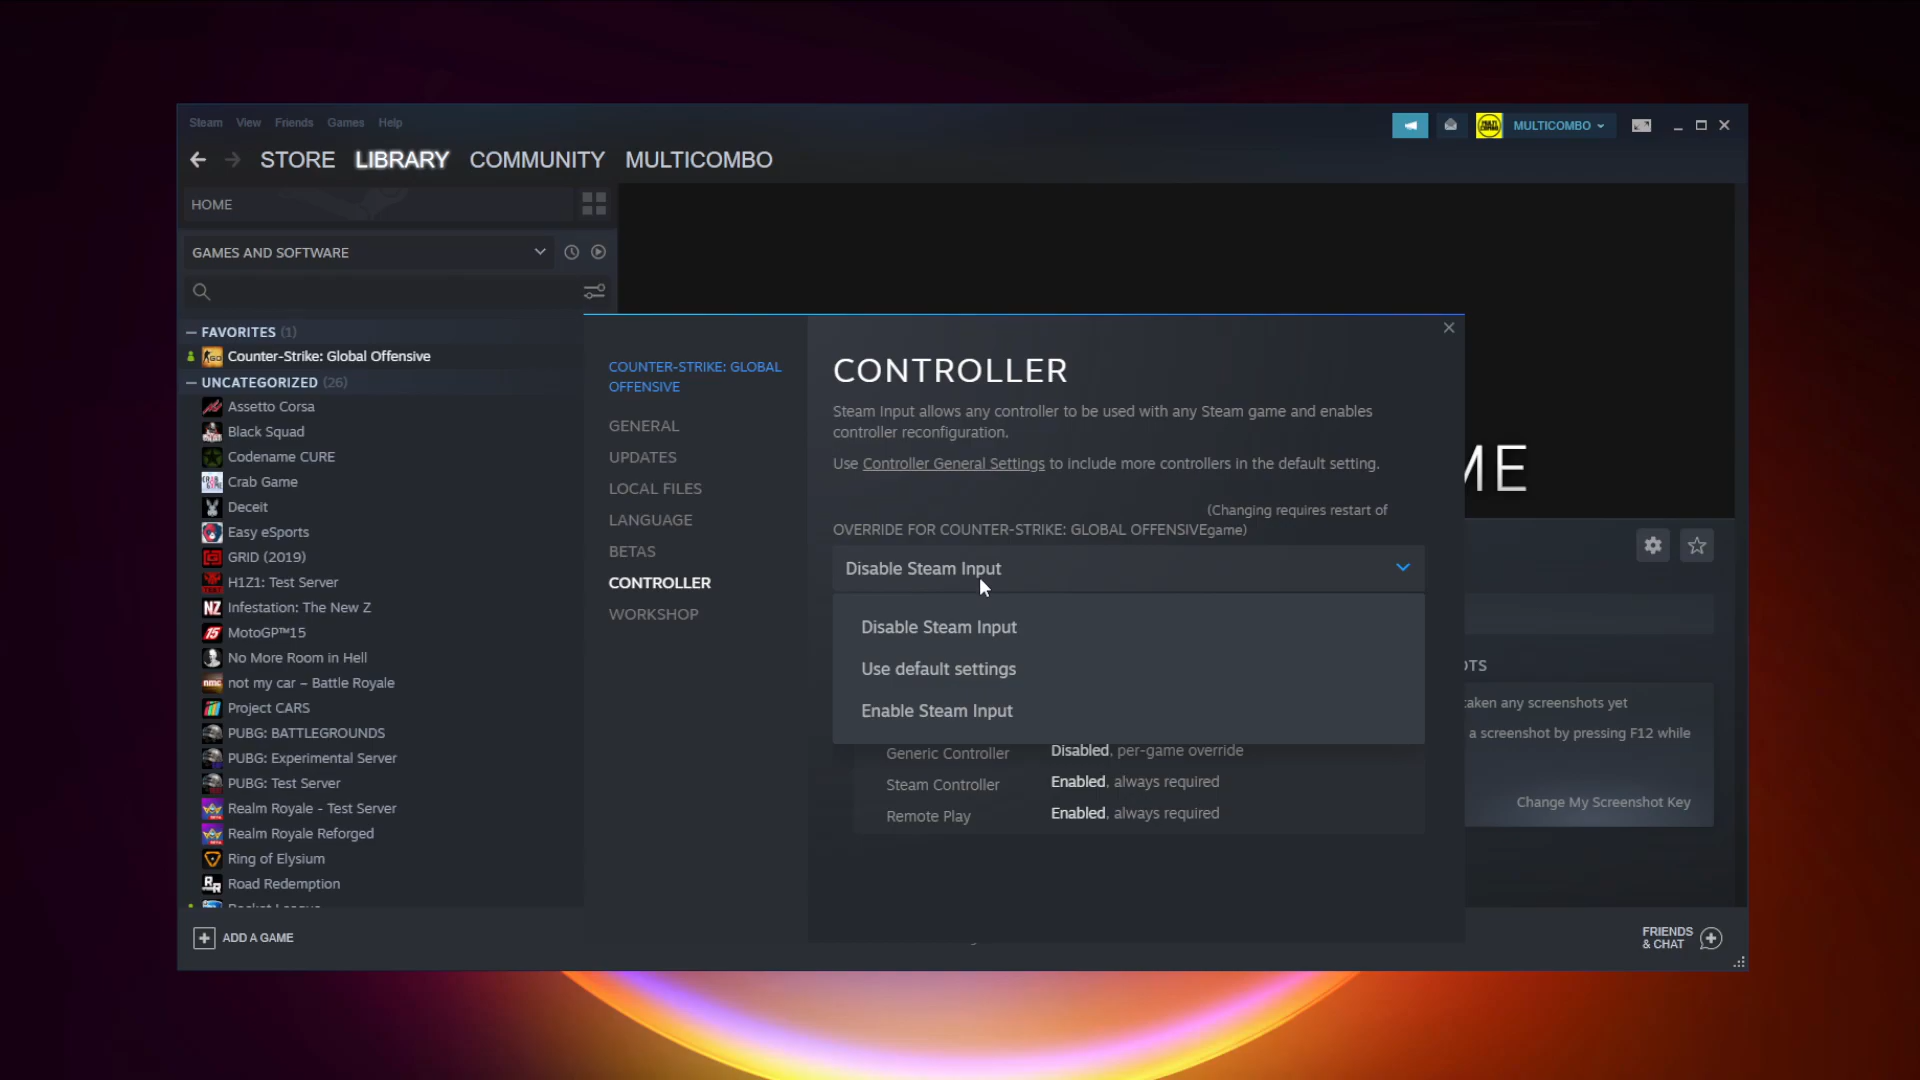 Steam View Friends Games Help
MULTICOMBO
STORE LIBRARY COMMUNITY MULTICOMBO
HOME
GAMES AND SOFTWARE
FAVORITES (1)
Counter-Strike: Global Offensive
UNCATEGORIZED (26)
Assetto Corsa
Black Squad
Codename CURE
Crab Game
Deceit
Easy eSports
GRID (2019)
H1Z1: Test Server
Infestation: The New Z
MotoGP™15
No More Room in Hell
not my car – Battle Royale
Project CARS
PUBG: BATTLEGROUNDS
PUBG: Experimental Server
PUBG: Test Server
Realm Royale - Test Server
Realm Royale Reforged
Ring of Elysium
Road Redemption
ADD A GAME
COUNTER-STRIKE: GLOBAL
OFFENSIVE
GENERAL
UPDATES
LOCAL FILES
LANGUAGE
BETAS
CONTROLLER
WORKSHOP
CONTROLLER
Steam Input allows any controller to be used with any Steam game and enables
controller reconfiguration.
Use Controller General Settings to include more controllers in the default setting.
(Changing requires restart of
OVERRIDE FOR COUNTER-STRIKE: GLOBAL OFFENSIVEgame)
Disable Steam Input
Disable Steam Input
Use default settings
Enable Steam Input
Generic Controller Disabled, per-game override
Steam Controller Enabled, always required
Remote Play Enabled, always required
ME
OTS
taken any screenshots yet
a screenshot by pressing F12 while
Change My Screenshot Key
FRIENDS
& CHAT